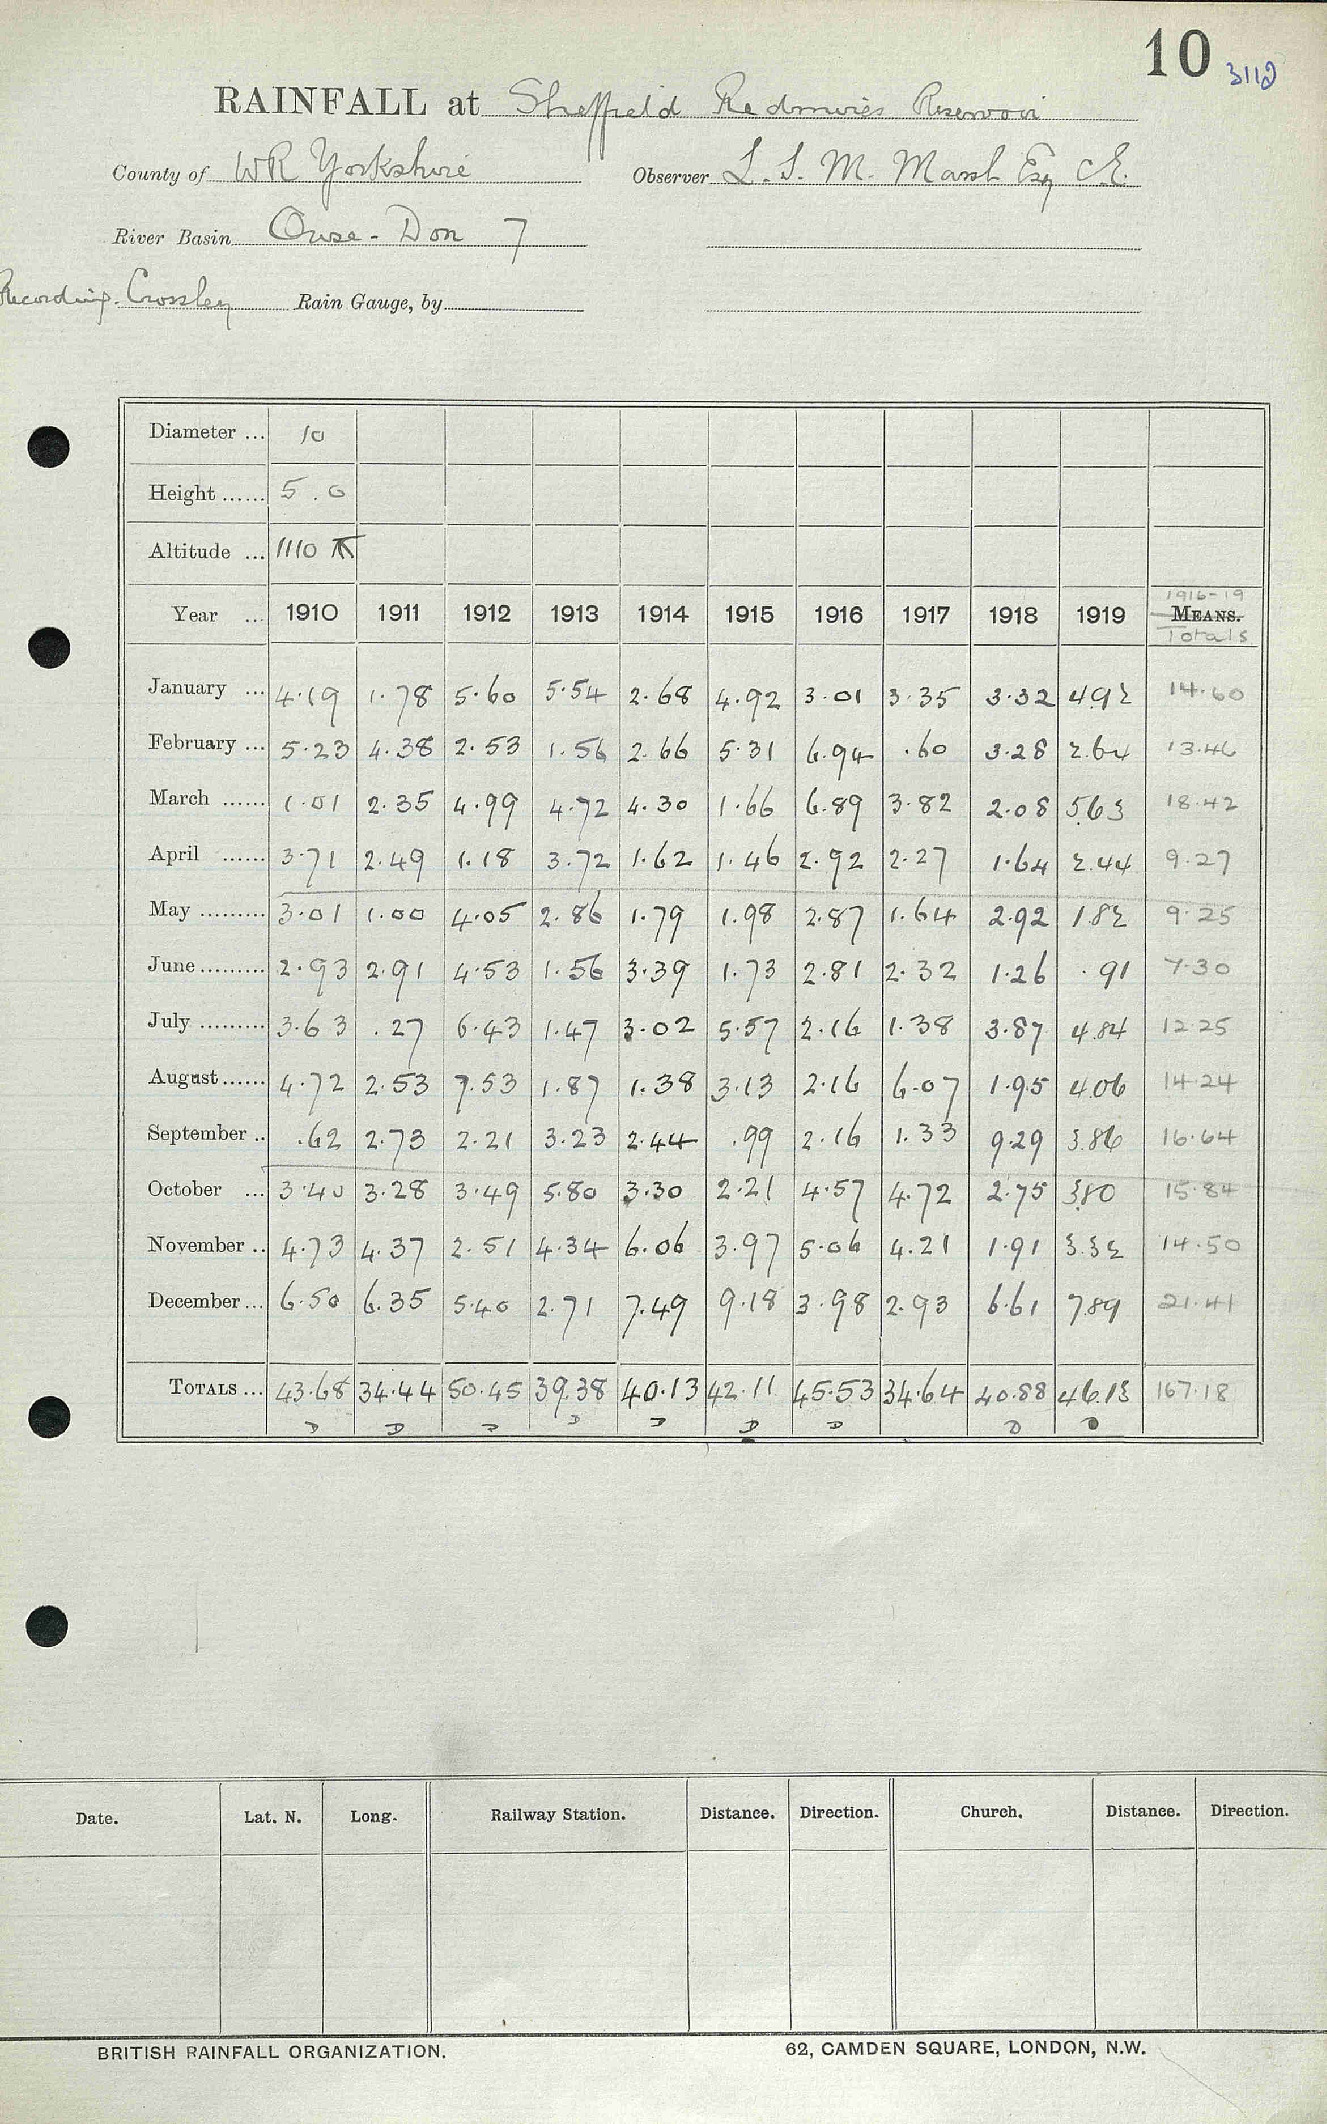 10 3112
RAINFALL at Sheffield Redmires Reservoir
County of WR Yorkshire Observer L. S. M. Marsh Esq CE.
River Basin Ouse - Don 7
Recording. Crossley Rain Gauge, by
Diameter ... 10
Height ...... 5.0
Altitude ... 1110
1916-19
Year ... 1910 1911 1912 1913 1914 1915 1916 1917 1918 1919 MEANS.
Totals
January ... 4.19 1.78 5.60 5.54 2.68 4.92 3.01 3.35 3.32 4.92 14.60
February ... 5.23 4.38 2.53 1.56 2.66 5.31 6.94 .60 3.28 2.64 13.46
March ...... 1.01 2.35 4.99 4.72 4.30 1.66 6.89 3.82 2.08 5.63 18.42
April ...... 3.71 2.49 1.18 3.72 1.62 1.46 2.92 2.27 1.64 2.44 9.27
May ......... 3.01 1.00 4.05 2.86 1.79 1.98 2.87 1.64 2.92 1.82 9.25
June ......... 2.93 2.91 4.53 1.56 3.39 1.73 2.81 2.32 1.26 .91 7.30
July ......... 3.63 .27 6.43 1.47 3.02 5.57 2.16 1.38 3.87 4.84 12.25
August ...... 4.72 2.53 7.53 1.87 1.38 3.13 2.16 6.07 1.95 4.06 14.24
September .. .62 2.73 2.21 3.23 2.44 .99 2.16 1.33 9.29 3.86 16.64
October ... 3.40 3.28 3.49 5.80 3.30 2.21 4.57 4.72 2.75 3.80 15.84
November .. 4.73 4.37 2.51 4.34 6.06 3.97 5.06 4.21 1.91 3.32 14.50
December ... 6.50 6.35 5.40 2.71 7.49 9.18 3.98 2.93 6.61 7.89 21.41
TOTALS ... 43.68 34.44 50.45 39.38 40.13 42.11 45.53 34.64 40.88 46.13 167.18
Date. Lat. N. Long. Railway Station. Distance. Direction. Church. Distance. Direction.
BRITISH RAINFALL ORGANIZATION. 62, CAMDEN SQUARE, LONDON, N.W.